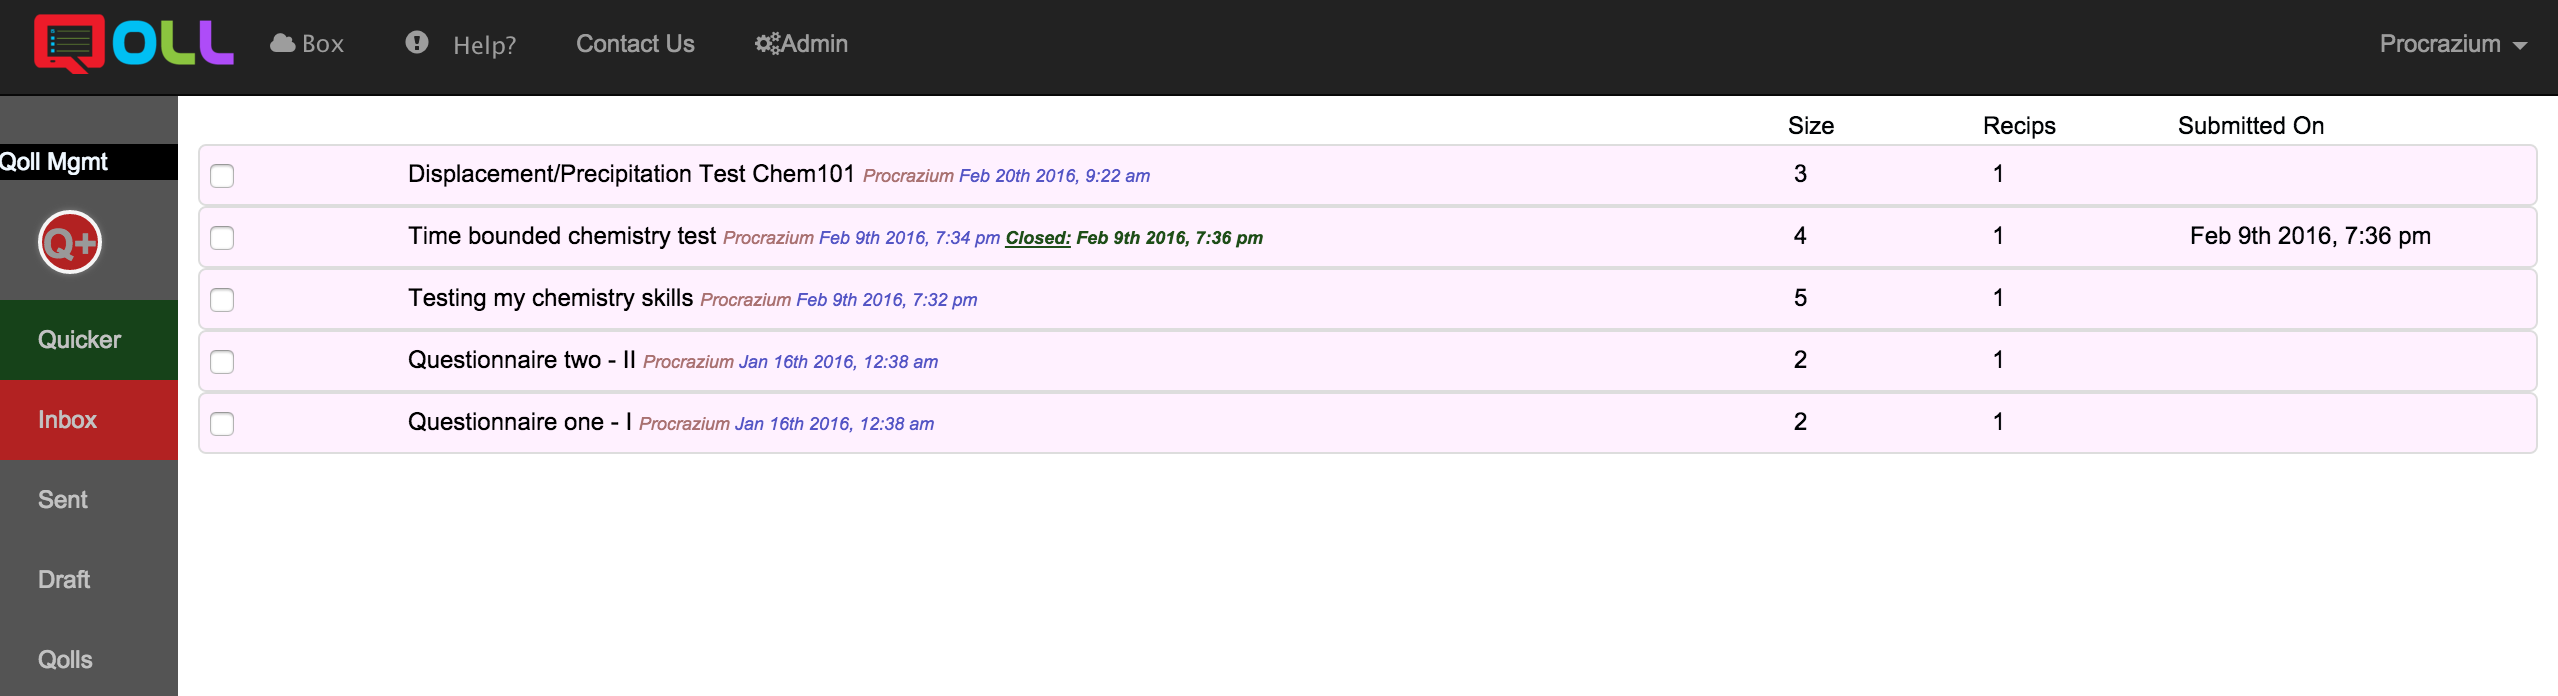 QOLL Box Help? Contact Us Admin Procrazium
Size Recips Submitted On
Qoll Mgmt
Displacement/Precipitation Test Chem101 Procrazium Feb 20th 2016, 9:22 am 3 1
Time bounded chemistry test Procrazium Feb 9th 2016, 7:34 pm Closed: Feb 9th 2016, 7:36 pm 4 1 Feb 9th 2016, 7:36 pm
Q+
Testing my chemistry skills Procrazium Feb 9th 2016, 7:32 pm 5 1
Quicker
Questionnaire two - II Procrazium Jan 16th 2016, 12:38 am 2 1
Inbox
Questionnaire one - I Procrazium Jan 16th 2016, 12:38 am 2 1
Sent
Draft
Qolls